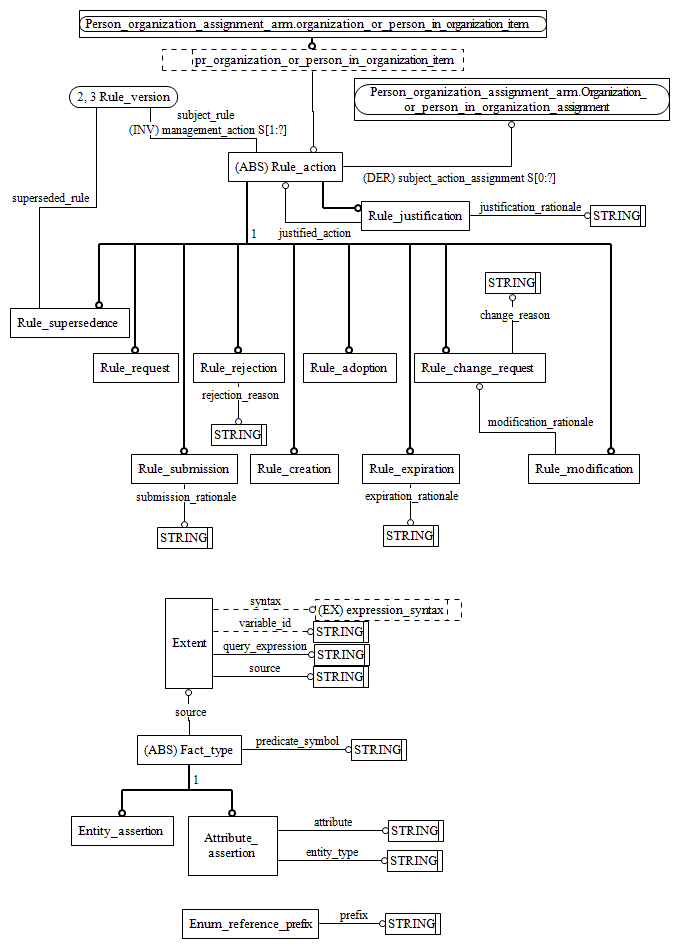 Person_organization_assignment_arm.organization_or_person_in_organization_item
pr_organization_or_person_in_organization_item
2, 3 Rule_version
Person_organization_assignment_arm.Organization_
or_person_in_organization_assignment
subject_rule
(INV) management_action S[1:?]
(ABS) Rule_action
(DER) subject_action_assignment S[0:?]
superseded_rule
Rule_justification
justification_rationale
STRING
1
justified_action
STRING
change_reason
Rule_supersedence
Rule_request
Rule_rejection
Rule_adoption
Rule_change_request
rejection_reason
STRING
modification_rationale
Rule_submission
Rule_creation
Rule_expiration
Rule_modification
submission_rationale
expiration_rationale
STRING
STRING
syntax
(EX) expression_syntax
variable_id
STRING
Extent
query_expression
STRING
source
STRING
source
(ABS) Fact_type
predicate_symbol
STRING
1
Entity_assertion
Attribute_
assertion
attribute
STRING
entity_type
STRING
Enum_reference_prefix
prefix
STRING